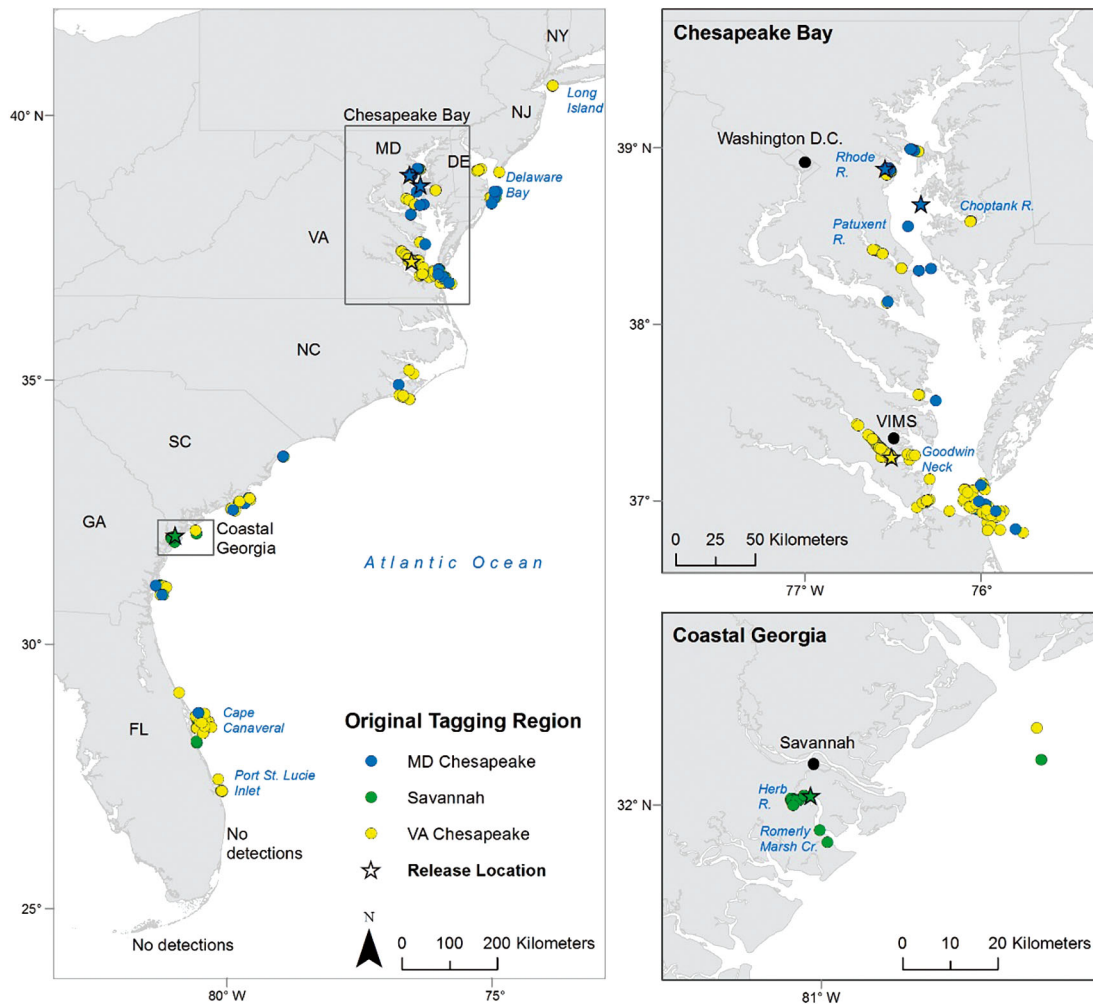 NY
Long
Island
40° N
NJ
Chesapeake Bay
MD
DE
Delaware
Bay
VA
NC
35° N
SC
GA
Coastal
Georgia
Atlantic Ocean
30° N
FL
Cape
Canaveral
Port St. Lucie
Inlet
No
detections
25° N
No detections
80° W
75° W
Original Tagging Region
MD Chesapeake
Savannah
VA Chesapeake
Release Location
N
0 100 200 Kilometers
Chesapeake Bay
39° N
Washington D.C.
Rhode
R.
Choptank R.
Patuxent
R.
38° N
VIMS
Goodwin
Neck
37° N
0 25 50 Kilometers
77° W
76° W
Coastal Georgia
Savannah
Herb
R.
32° N
Romerly
Marsh Cr.
0 10 20 Kilometers
81° W